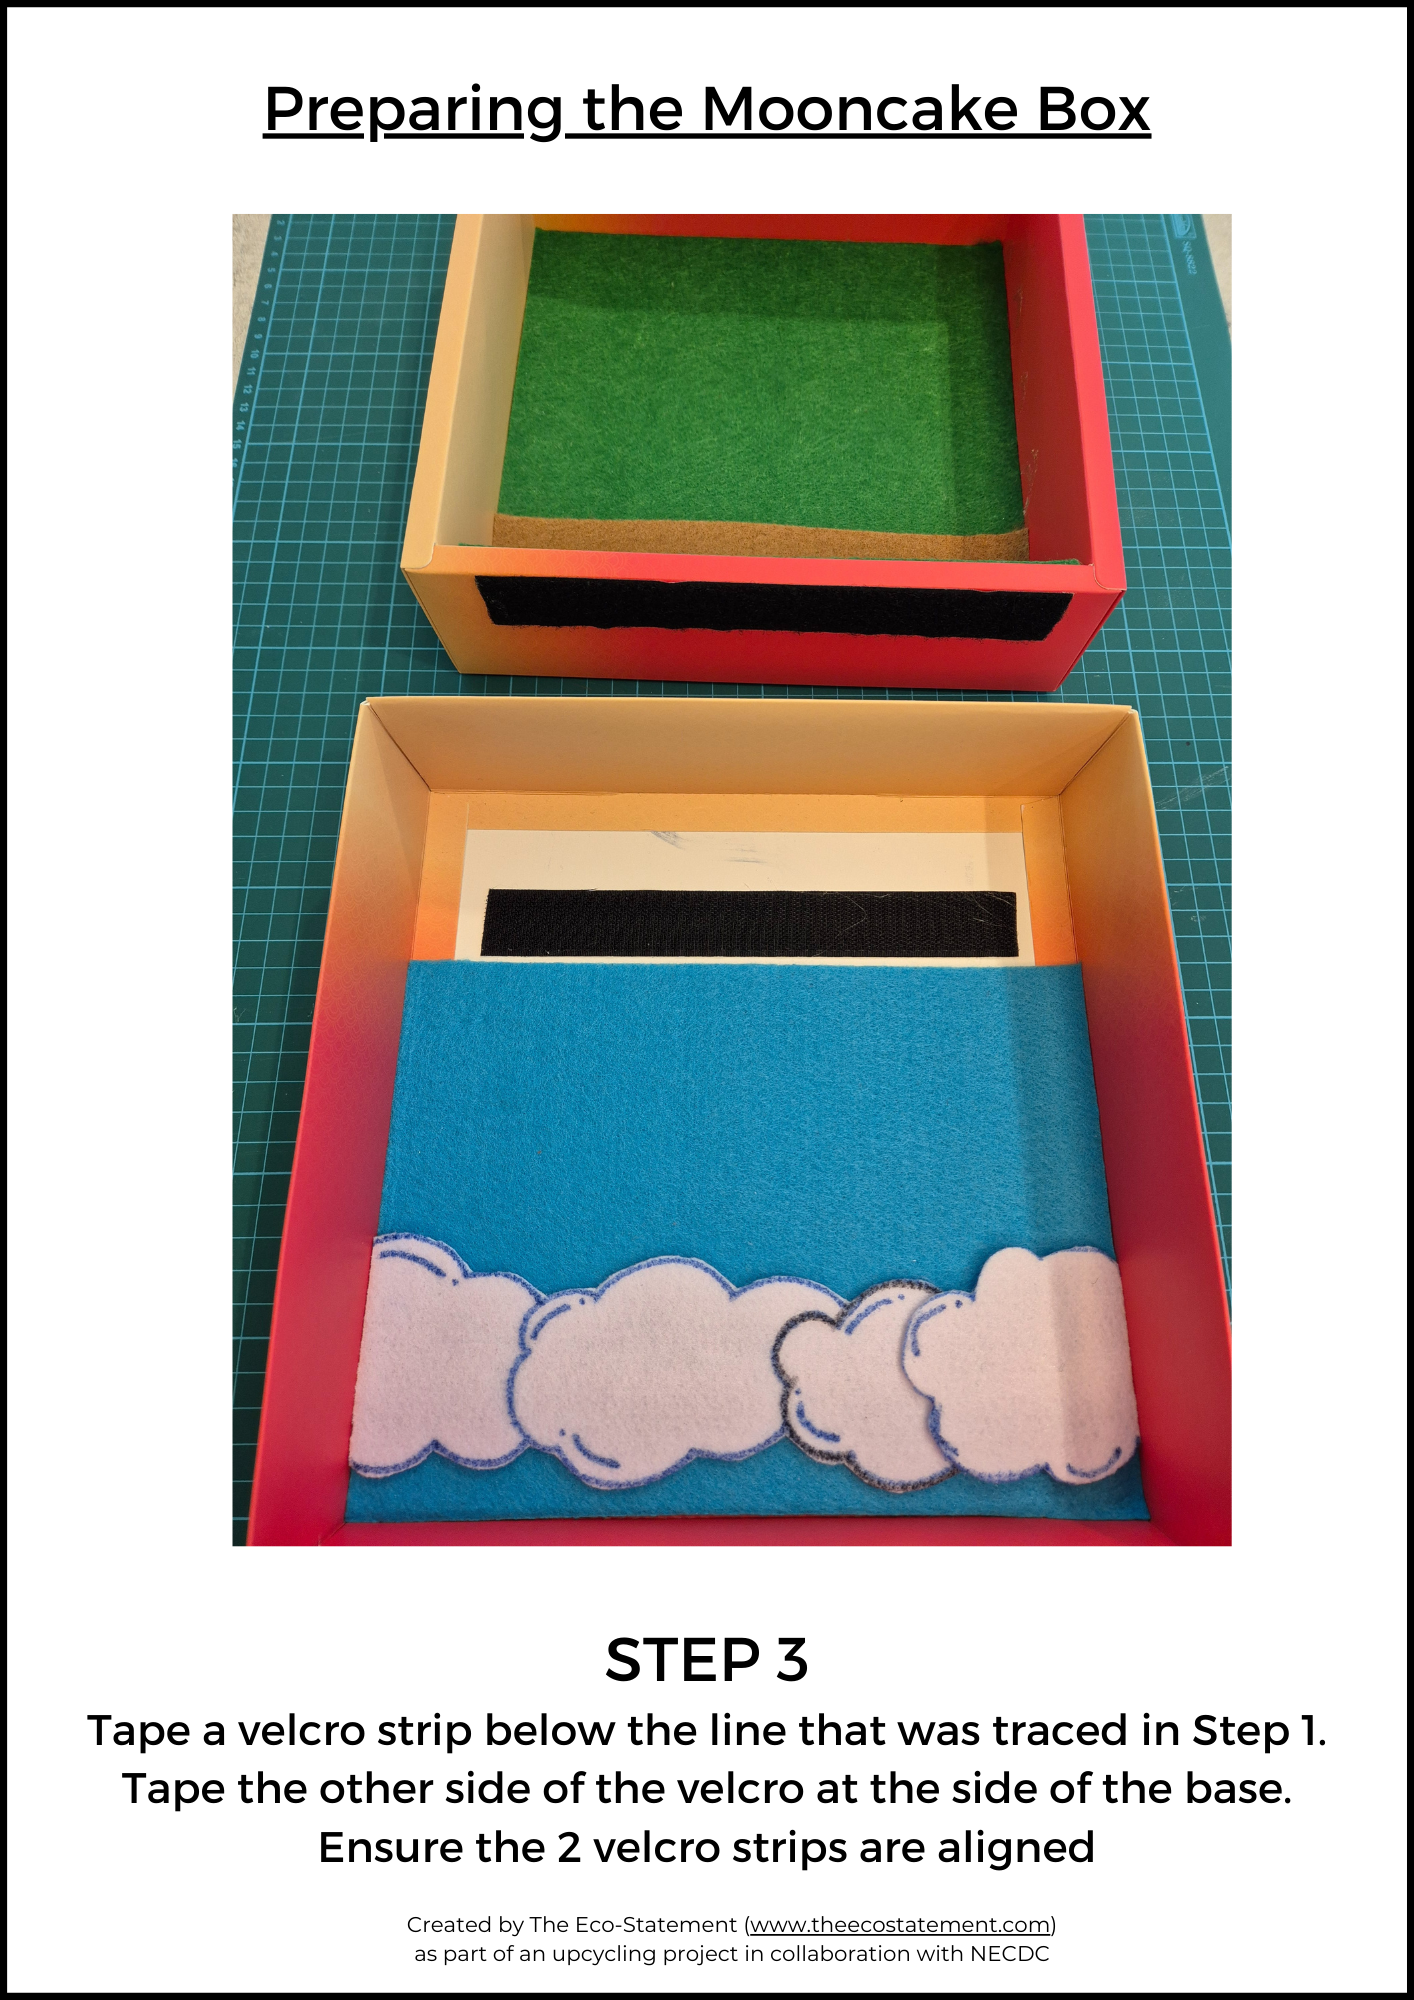 Preparing the Mooncake Box
STEP 3
Tape a velcro strip below the line that was traced in Step 1.
Tape the other side of the velcro at the side of the base.
Ensure the 2 velcro strips are aligned
Created by The Eco-Statement (www.theecostatement.com)
as part of an upcycling project in collaboration with NECDC